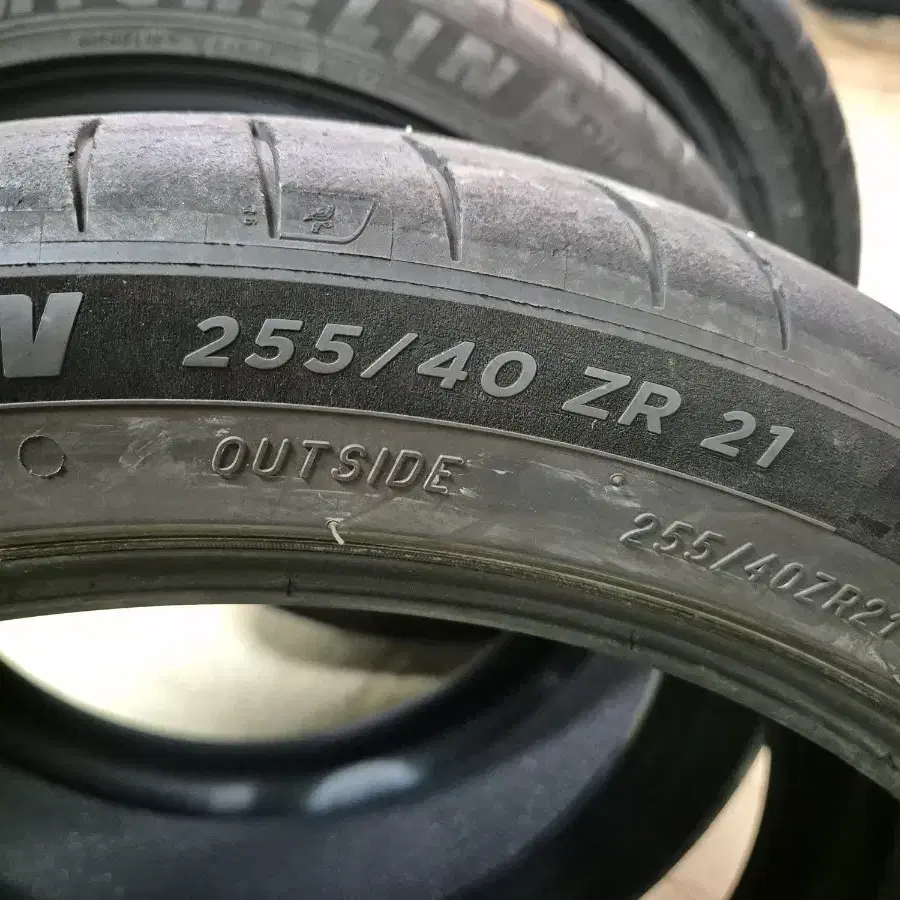 MICHELIN
N 255/40 ZR 21
OUTSIDE
255/40ZR21